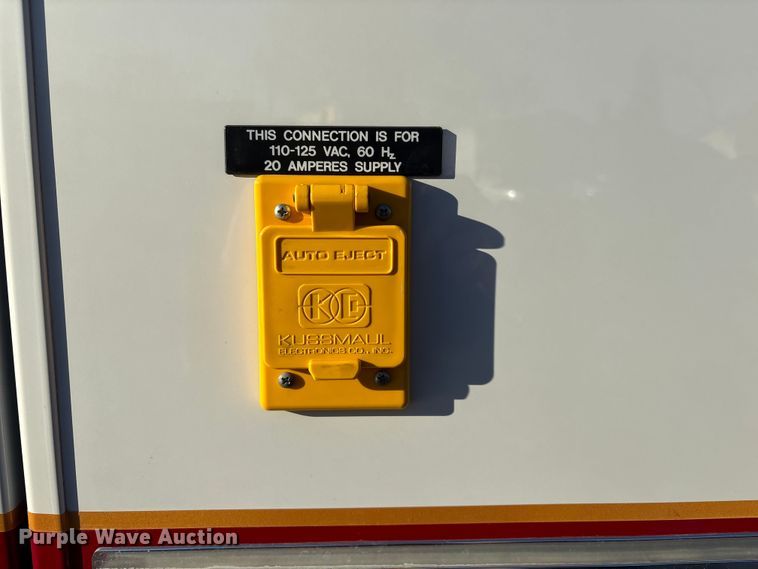 THIS CONNECTION IS FOR
110-125 VAC, 60 Hz
20 AMPERES SUPPLY
AUTO EJECT
KE
KUSSMAUL
ELECTRONICS CO., INC.
Purple Wave Auction®